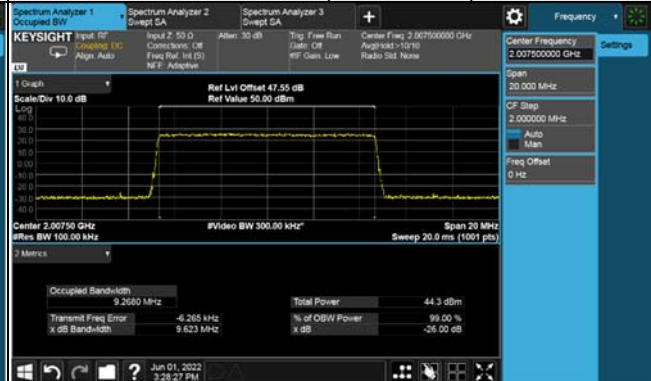 Spectrum Analyzer 1
Occupied BW
Spectrum Analyzer 2
Swept SA
Spectrum Analyzer 3
Swept SA
+
Frequency
KEYSIGHT
Input: RF
Coupling: DC
Align: Auto
Input Z: 50 Ω
Corrections: Off
Freq Ref: Int (S)
NFE: Adaptive
Atten: 30 dB
Trig: Free Run
Gate: Off
#IF Gain: Low
Center Freq: 2.007500000 GHz
Avg|Hold:>10/10
Radio Std: None
Center Frequency
2.007500000 GHz
Settings
Span
20.000 MHz
CF Step
2.000000 MHz
Auto
Man
Freq Offset
0 Hz
1 Graph
Scale/Div 10.0 dB
Ref Lvl Offset 47.55 dB
Ref Value 50.00 dBm
Log
40.0
30.0
20.0
10.0
0.00
-10.0
-20.0
-30.0
-40.0
Center 2.00750 GHz
#Res BW 100.00 kHz
#Video BW 300.00 kHz*
Span 20 MHz
Sweep 20.0 ms (1001 pts)
2 Metrics
Occupied Bandwidth
9.2680 MHz
Total Power 44.3 dBm
Transmit Freq Error -6.265 kHz
% of OBW Power 99.00 %
x dB Bandwidth 9.623 MHz
x dB -26.00 dB
?
Jun 01, 2022
3:28:27 PM